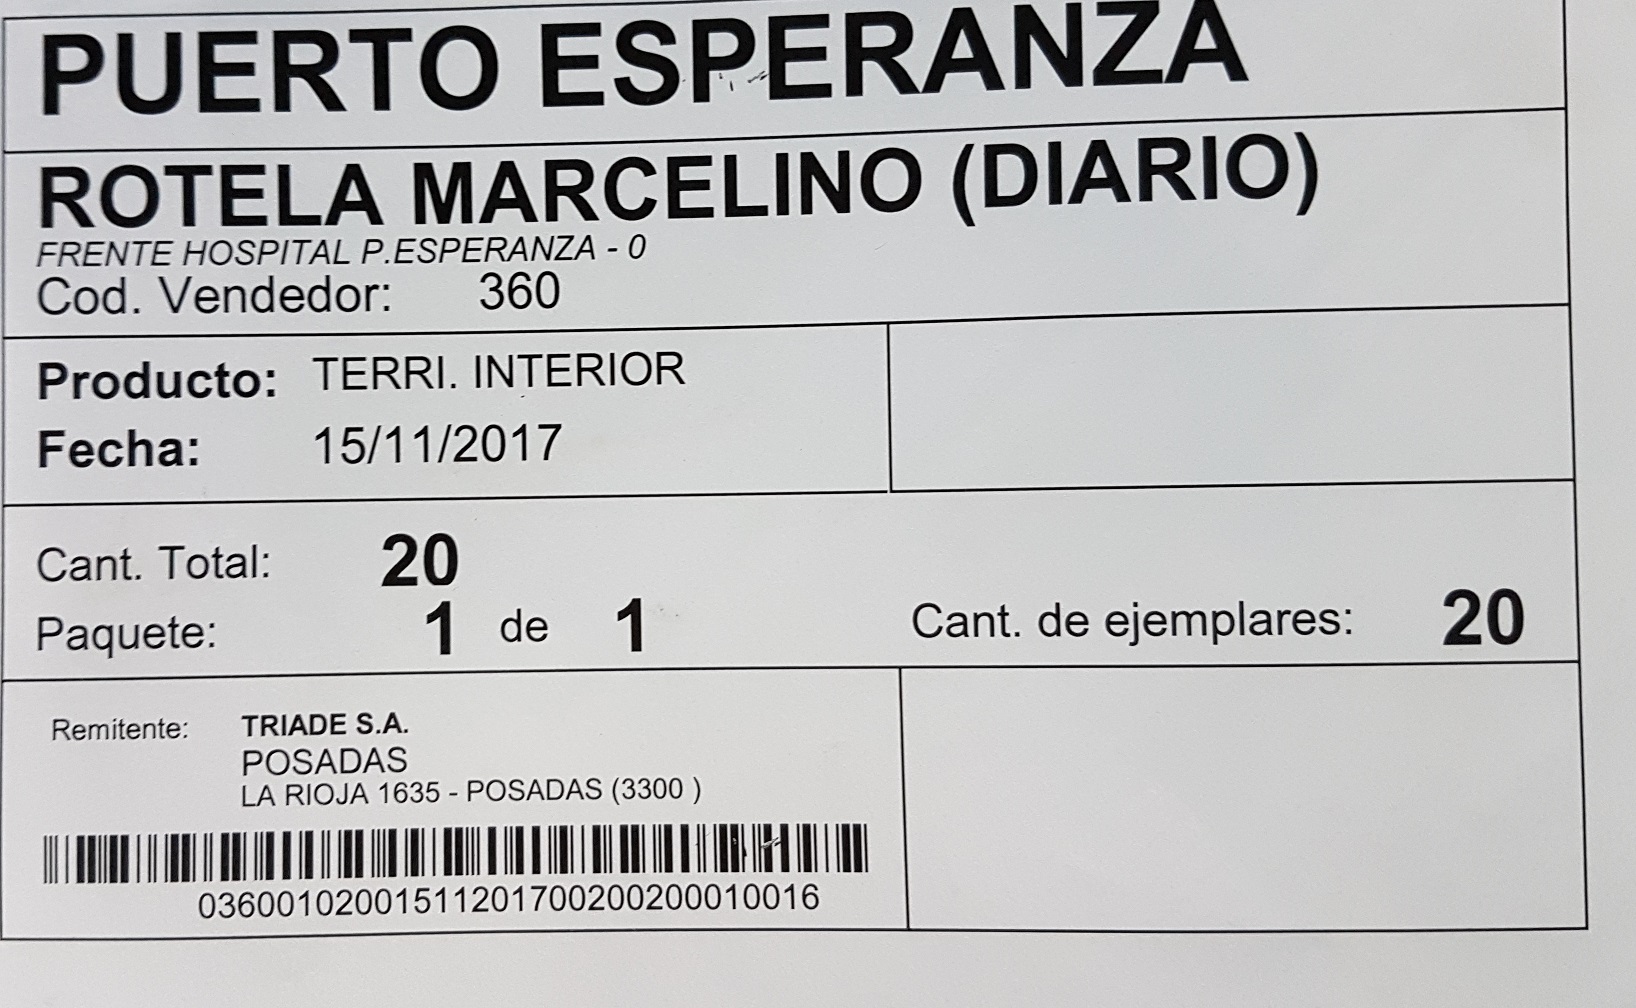 PUERTO ESPERANZA
ROTELA MARCELINO (DIARIO)
FRENTE HOSPITAL P.ESPERANZA - 0
Cod. Vendedor: 360
Producto: TERRI. INTERIOR
Fecha: 15/11/2017
Cant. Total: 20
Paquete: 1 de 1 Cant. de ejemplares: 20
Remitente: TRIADE S.A.
POSADAS
LA RIOJA 1635 - POSADAS (3300 )
0360010200151120170020020001​0016